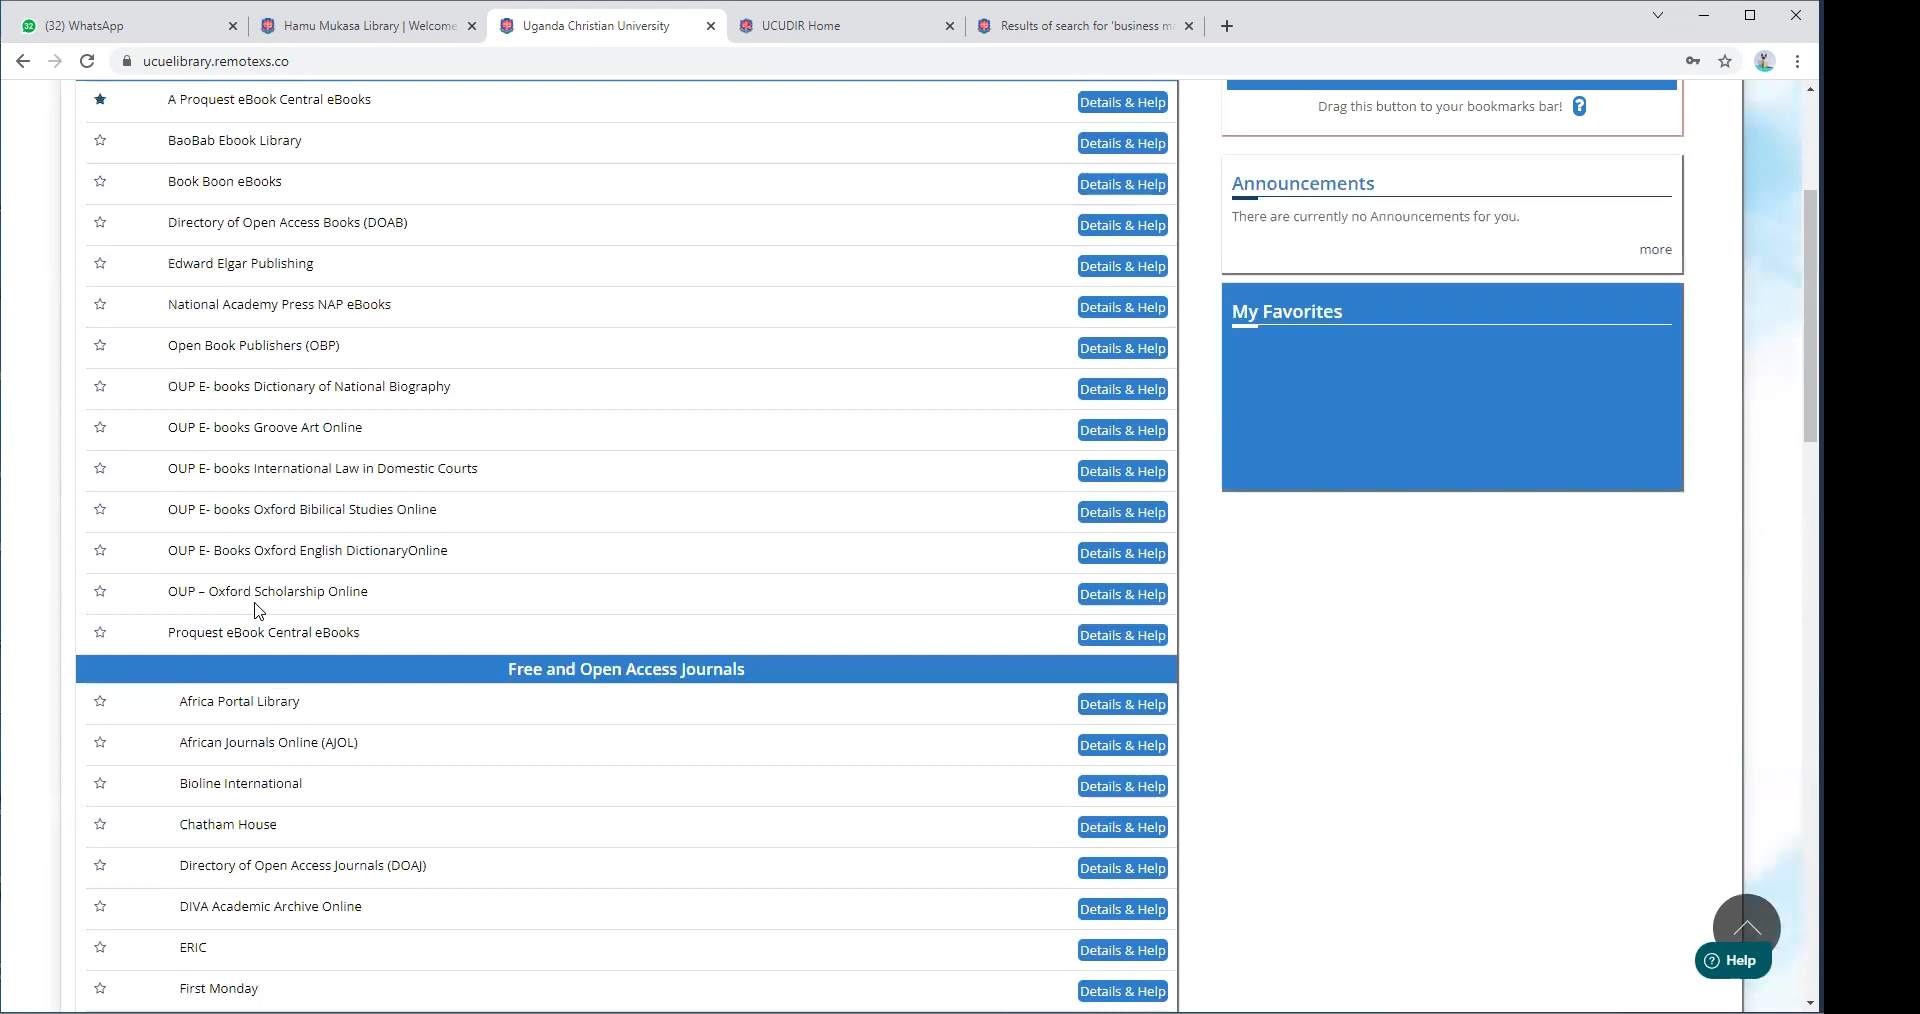 (32) WhatsApp
Hamu Mukasa Library | Welcome
Uganda Christian University
UCUDIR Home
Results of search for 'business m
ucuelibrary.remotexs.co
A Proquest eBook Central eBooks
Details & Help
BaoBab Ebook Library
Details & Help
Book Boon eBooks
Details & Help
Directory of Open Access Books (DOAB)
Details & Help
Edward Elgar Publishing
Details & Help
National Academy Press NAP eBooks
Details & Help
Open Book Publishers (OBP)
Details & Help
OUP E- books Dictionary of National Biography
Details & Help
OUP E- books Groove Art Online
Details & Help
OUP E- books International Law in Domestic Courts
Details & Help
OUP E- books Oxford Bibilical Studies Online
Details & Help
OUP E- Books Oxford English DictionaryOnline
Details & Help
OUP – Oxford Scholarship Online
Details & Help
Proquest eBook Central eBooks
Details & Help
Free and Open Access Journals
Africa Portal Library
Details & Help
African Journals Online (AJOL)
Details & Help
Bioline International
Details & Help
Chatham House
Details & Help
Directory of Open Access Journals (DOAJ)
Details & Help
DIVA Academic Archive Online
Details & Help
ERIC
Details & Help
First Monday
Details & Help
Drag this button to your bookmarks bar! ?
Announcements
There are currently no Announcements for you.
more
My Favorites
? Help